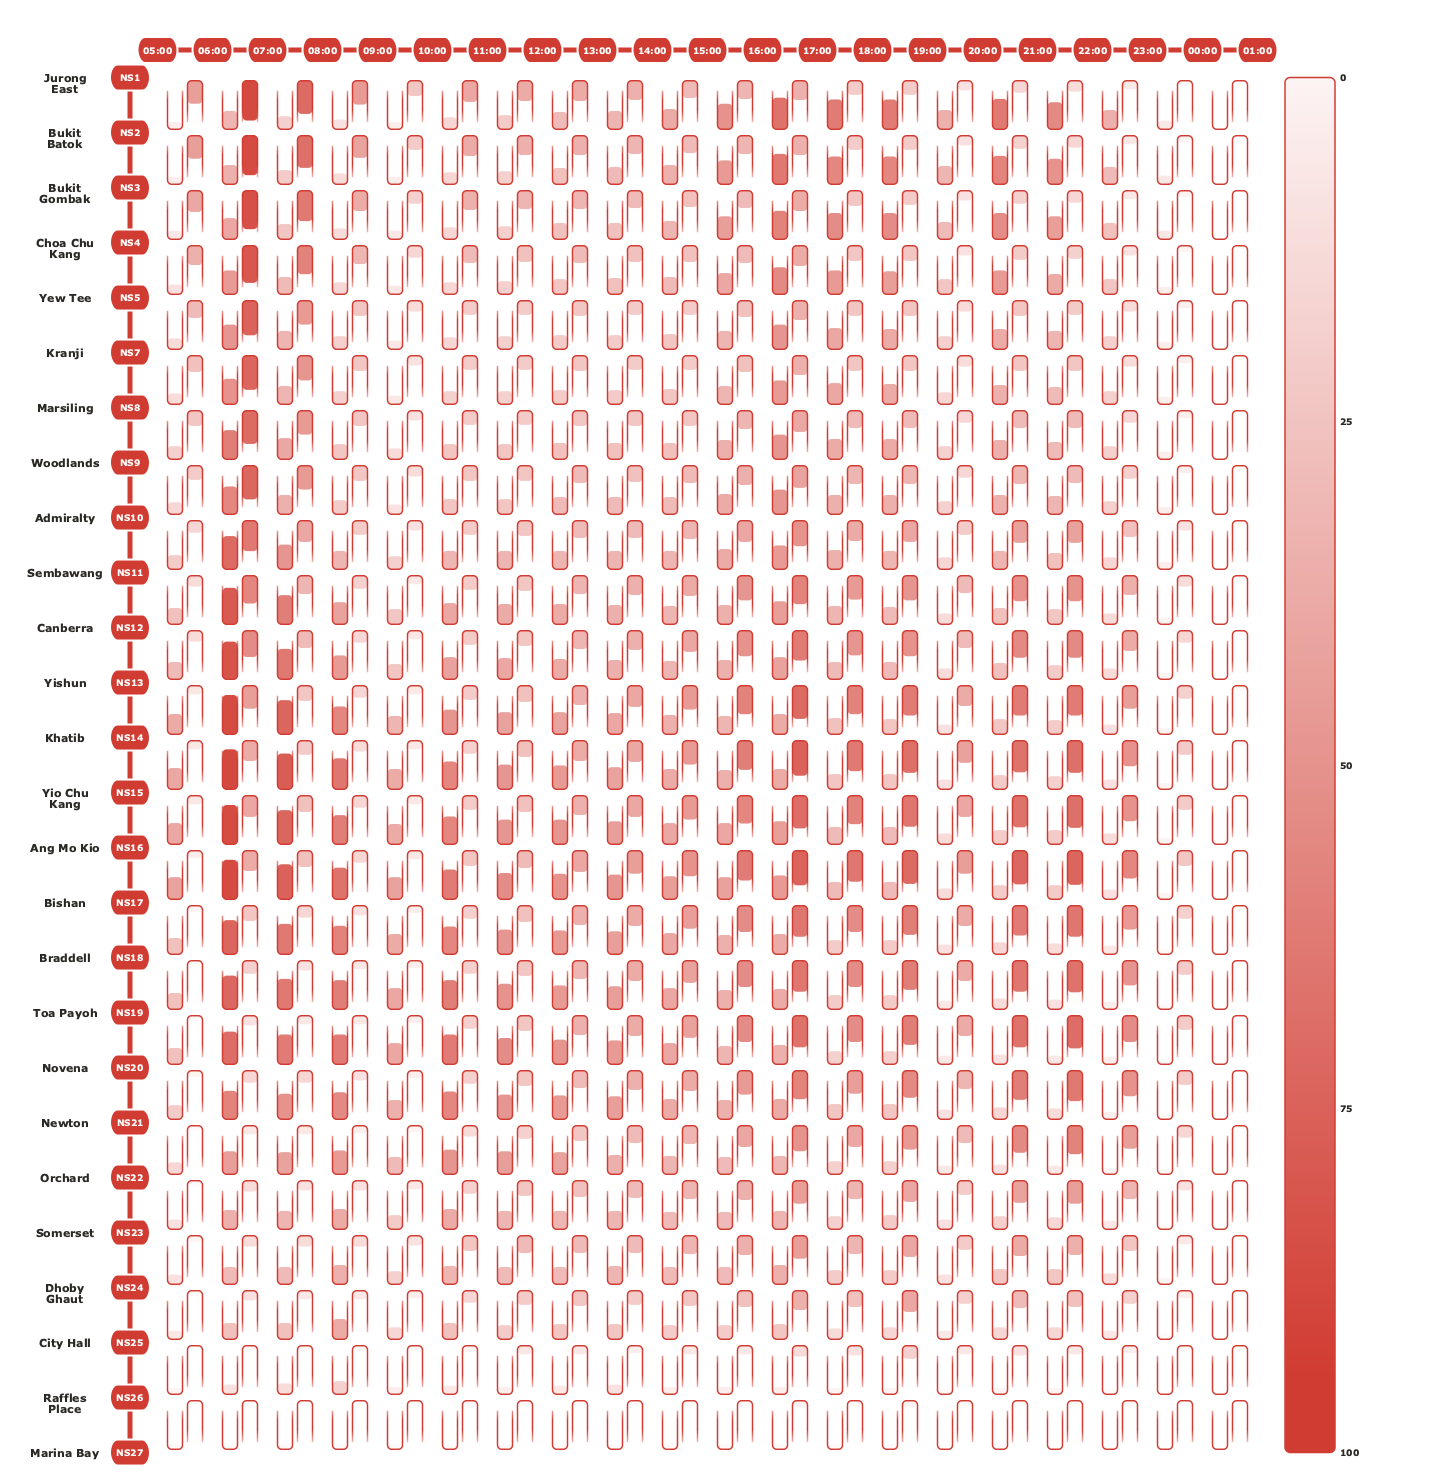 05:00 06:00 07:00 08:00 09:00 10:00 11:00 12:00 13:00 14:00 15:00 16:00 17:00 18:00 19:00 20:00 21:00 22:00 23:00 00:00 01:00
Jurong
East
NS1
Bukit
Batok
NS2
Bukit
Gombak
NS3
Choa Chu
Kang
NS4
Yew Tee
NS5
Kranji
NS7
Marsiling
NS8
Woodlands
NS9
Admiralty
NS10
Sembawang
NS11
Canberra
NS12
Yishun
NS13
Khatib
NS14
Yio Chu
Kang
NS15
Ang Mo Kio
NS16
Bishan
NS17
Braddell
NS18
Toa Payoh
NS19
Novena
NS20
Newton
NS21
Orchard
NS22
Somerset
NS23
Dhoby
Ghaut
NS24
City Hall
NS25
Raffles
Place
NS26
Marina Bay
NS27
0
25
50
75
100